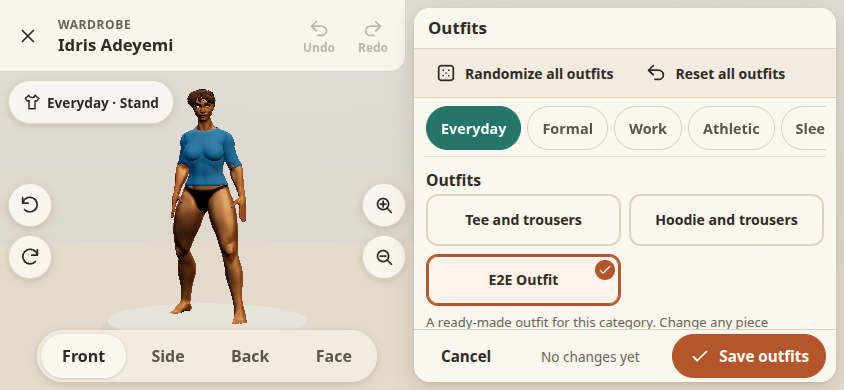 WARDROBE
Idris Adeyemi
Undo
Redo
Everyday · Stand
Front
Side
Back
Face
Outfits
Randomize all outfits
Reset all outfits
Everyday
Formal
Work
Athletic
Slee
Outfits
Tee and trousers
Hoodie and trousers
E2E Outfit
A ready-made outfit for this category. Change any piece
Cancel
No changes yet
Save outfits